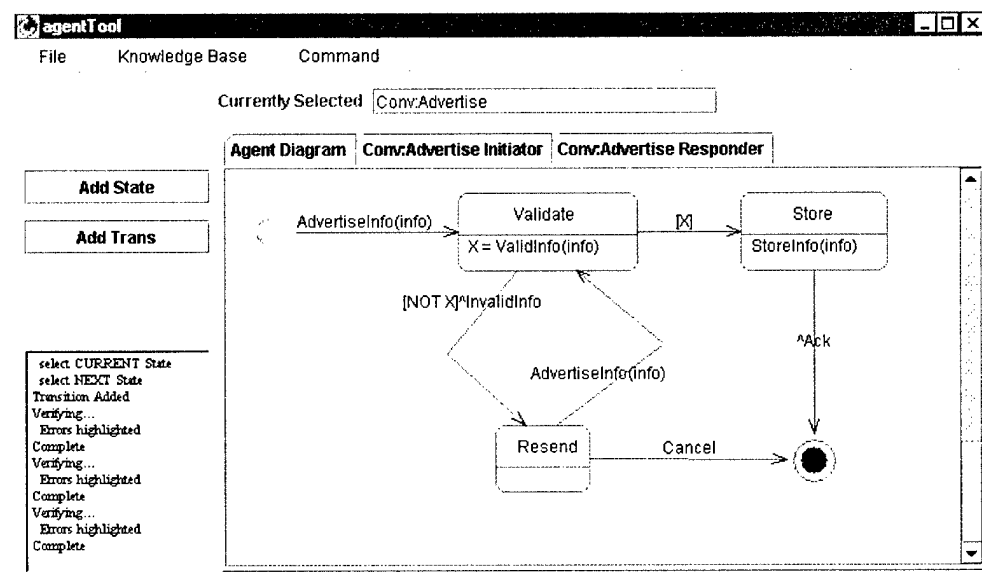 agentTool
File Knowledge Base Command
Currently Selected Conv:Advertise
Agent Diagram Conv:Advertise Initiator Conv:Advertise Responder
Add State
Add Trans
AdvertiseInfo(info)
Validate
X = ValidInfo(info)
[X]
Store
StoreInfo(info)
[NOT X]^InvalidInfo
AdvertiseInfo(info)
^Ack
Resend
Cancel
select CURRENT State
select NEXT State
Transition Added
Verifying...
Errors highlighted
Complete
Verifying...
Errors highlighted
Complete
Verifying...
Errors highlighted
Complete